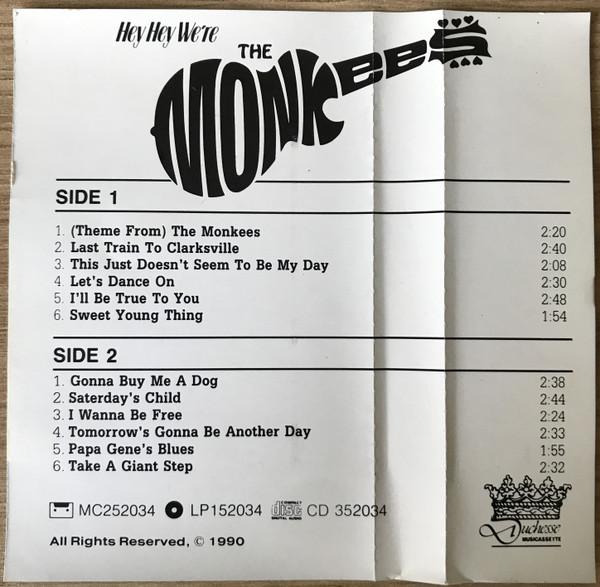 Hey Hey We're
THE
MONKEES
SIDE 1
1. (Theme From) The Monkees 2:20
2. Last Train To Clarksville 2:40
3. This Just Doesn't Seem To Be My Day 2:08
4. Let's Dance On 2:30
5. I'll Be True To You 2:48
6. Sweet Young Thing 1:54
SIDE 2
1. Gonna Buy Me A Dog 2:38
2. Saterday's Child 2:44
3. I Wanna Be Free 2:24
4. Tomorrow's Gonna Be Another Day 2:33
5. Papa Gene's Blues 1:55
6. Take A Giant Step 2:32
MC252034 LP152034 COMPACT disc DIGITAL AUDIO CD 352034
Duchesse
MUSICASSETTE
All Rights Reserved, © 1990